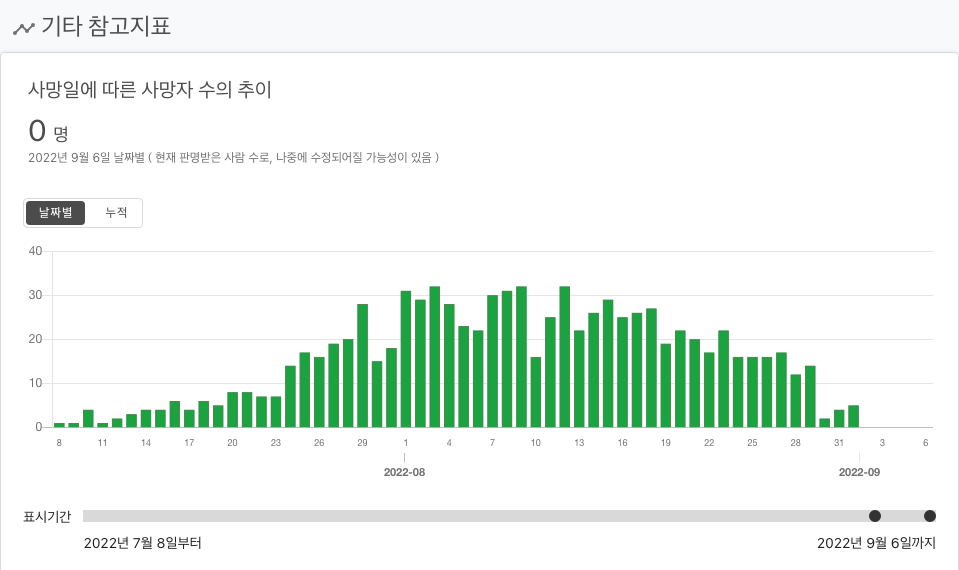 기타 참고지표
사망일에 따른 사망자 수의 추이
0 명
2022년 9월 6일 날짜별 ( 현재 판명받은 사람 수로, 나중에 수정되어질 가능성이 있음 )
날짜별 누적
40
30
20
10
0
8 11 14 17 20 23 26 29 1 4 7 10 13 16 19 22 25 28 31 3 6
2022-08 2022-09
표시기간
2022년 7월 8일부터 2022년 9월 6일까지